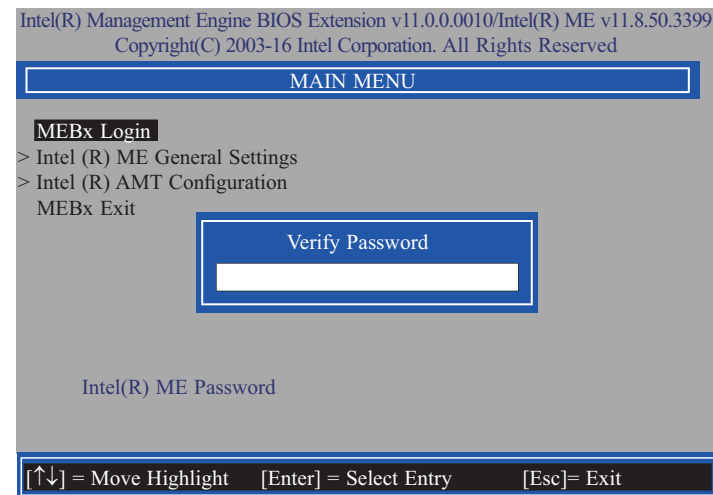 Intel(R) Management Engine BIOS Extension v11.0.0.0010/Intel(R) ME v11.8.50.3399
Copyright(C) 2003-16 Intel Corporation. All Rights Reserved
MAIN MENU
MEBx Login
> Intel (R) ME General Settings
> Intel (R) AMT Configuration
MEBx Exit
Verify Password
Intel(R) ME Password
[↑↓] = Move Highlight [Enter] = Select Entry [Esc]= Exit